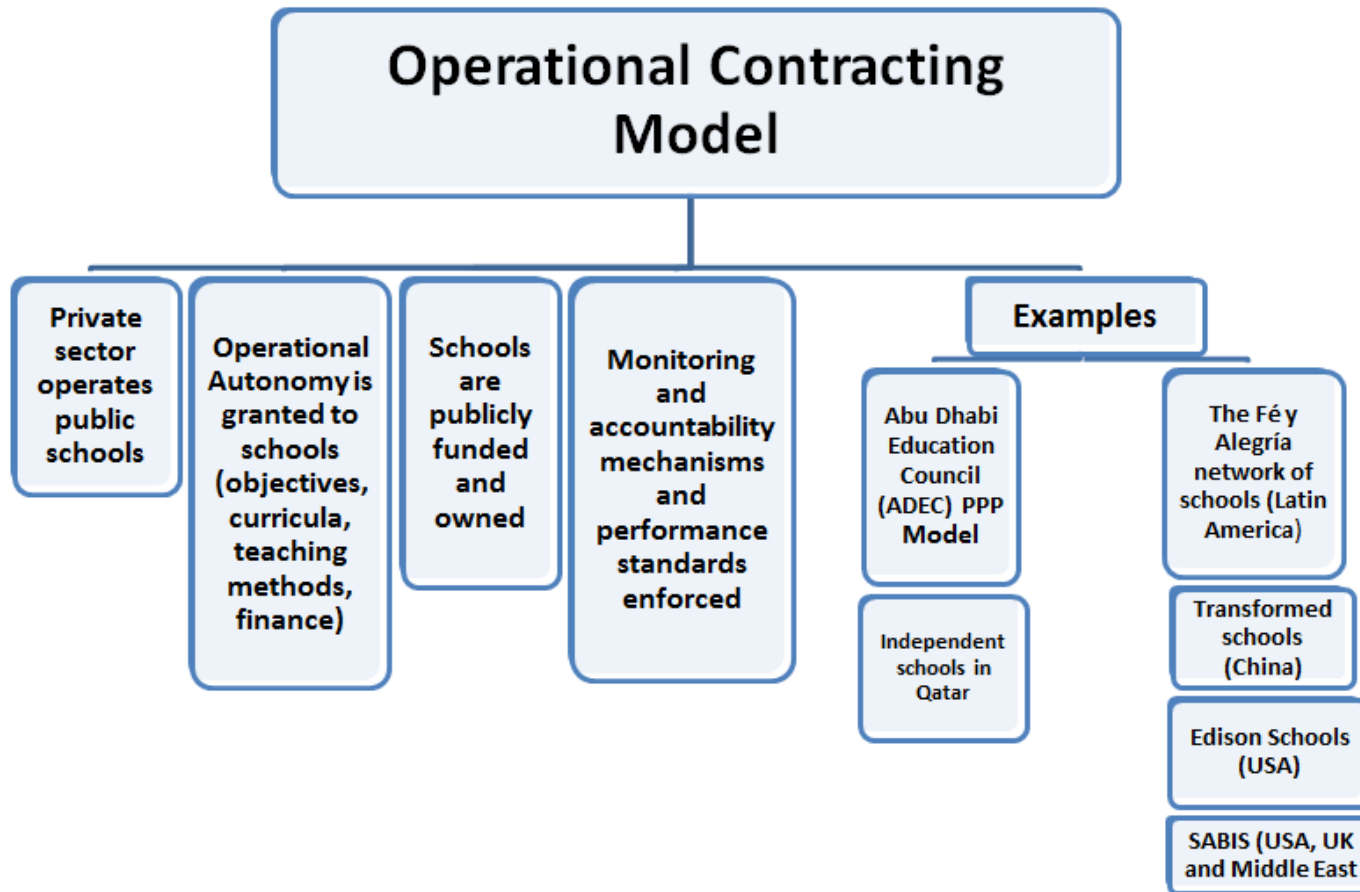 Operational Contracting
Model
Private
sector
operates
public
schools
Operational
Autonomy is
granted to
schools
(objectives,
curricula,
teaching
methods,
finance)
Schools
are
publicly
funded
and
owned
Monitoring
and
accountability
mechanisms
and
performance
standards
enforced
Examples
Abu Dhabi
Education
Council
(ADEC) PPP
Model
Independent
schools in
Qatar
The Fé y
Alegría
network of
schools (Latin
America)
Transformed
schools
(China)
Edison Schools
(USA)
SABIS (USA, UK
and Middle East